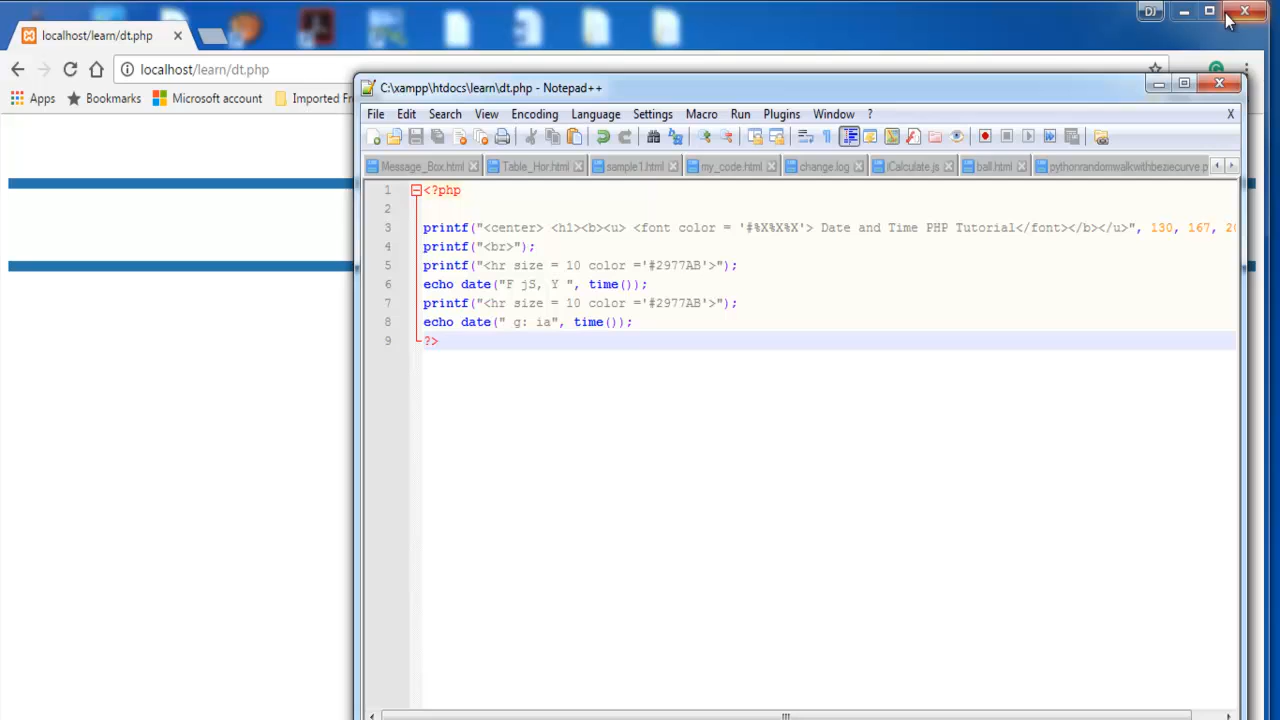 DJ
localhost/learn/dt.php
localhost/learn/dt.php
Apps Bookmarks Microsoft account Imported Fr
C:\xampp\htdocs\learn\dt.php - Notepad++
File Edit Search View Encoding Language Settings Macro Run Plugins Window ? X
Message_Box.html Table_Hor.html sample1.html my_code.html change.log iCalculate.js ball.html pythonrandomwalkwithbeziecurve.p
1 <?php
2
3 printf("<center> <h1><b><u> <font color = '#%X%X%X'> Date and Time PHP Tutorial</font></b></u>", 130, 167, 20
4 printf("<br>");
5 printf("<hr size = 10 color ='#2977AB'>");
6 echo date("F jS, Y ", time());
7 printf("<hr size = 10 color ='#2977AB'>");
8 echo date(" g: ia", time());
9 ?>